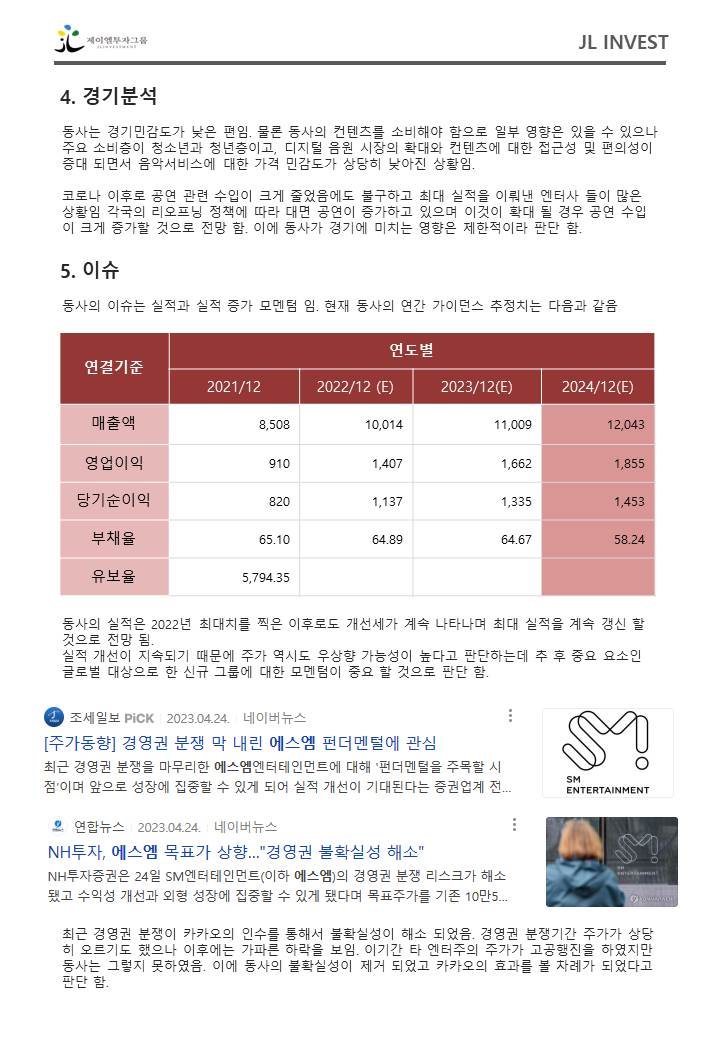 제이엘투자그룹
JLINVESTMENT
JL INVEST
4. 경기분석
동사는 경기민감도가 낮은 편임. 물론 동사의 컨텐츠를 소비해야 함으로 일부 영향은 있을 수 있으나
주요 소비층이 청소년과 청년층이고, 디지털 음원 시장의 확대와 컨텐츠에 대한 접근성 및 편의성이
증대 되면서 음악서비스에 대한 가격 민감도가 상당히 낮아진 상황임.
코로나 이후로 공연 관련 수입이 크게 줄었음에도 불구하고 최대 실적을 이뤄낸 엔터사 들이 많은
상황임 각국의 리오프닝 정책에 따라 대면 공연이 증가하고 있으며 이것이 확대 될 경우 공연 수입
이 크게 증가할 것으로 전망 함. 이에 동사가 경기에 미치는 영향은 제한적이라 판단 함.
5. 이슈
동사의 이슈는 실적과 실적 증가 모멘텀 임. 현재 동사의 연간 가이던스 추정치는 다음과 같음
연결기준 연도별
2021/12 2022/12 (E) 2023/12(E) 2024/12(E)
매출액 8,508 10,014 11,009 12,043
영업이익 910 1,407 1,662 1,855
당기순이익 820 1,137 1,335 1,453
부채율 65.10 64.89 64.67 58.24
유보율 5,794.35
동사의 실적은 2022년 최대치를 찍은 이후로도 개선세가 계속 나타나며 최대 실적을 계속 갱신 할
것으로 전망 됨.
실적 개선이 지속되기 때문에 주가 역시도 우상향 가능성이 높다고 판단하는데 추 후 중요 요소인
글로벌 대상으로 한 신규 그룹에 대한 모멘텀이 중요 할 것으로 판단 함.
조세일보 PiCK 2023.04.24. 네이버뉴스
[주가동향] 경영권 분쟁 막 내린 에스엠 펀더멘털에 관심
최근 경영권 분쟁을 마무리한 에스엠엔터테인먼트에 대해 '펀더멘털을 주목할 시
점'이며 앞으로 성장에 집중할 수 있게 되어 실적 개선이 기대된다는 증권업계 전...
SM
ENTERTAINMENT
연합뉴스 2023.04.24. 네이버뉴스
NH투자, 에스엠 목표가 상향..."경영권 불확실성 해소"
NH투자증권은 24일 SM엔터테인먼트(이하 에스엠)의 경영권 분쟁 리스크가 해소
됐고 수익성 개선과 외형 성장에 집중할 수 있게 됐다며 목표주가를 기존 10만5...
최근 경영권 분쟁이 카카오의 인수를 통해서 불확실성이 해소 되었음. 경영권 분쟁기간 주가가 상당
히 오르기도 했으나 이후에는 가파른 하락을 보임. 이기간 타 엔터주의 주가가 고공행진을 하였지만
동사는 그렇지 못하였음. 이에 동사의 불확실성이 제거 되었고 카카오의 효과를 볼 차례가 되었다고
판단 함.